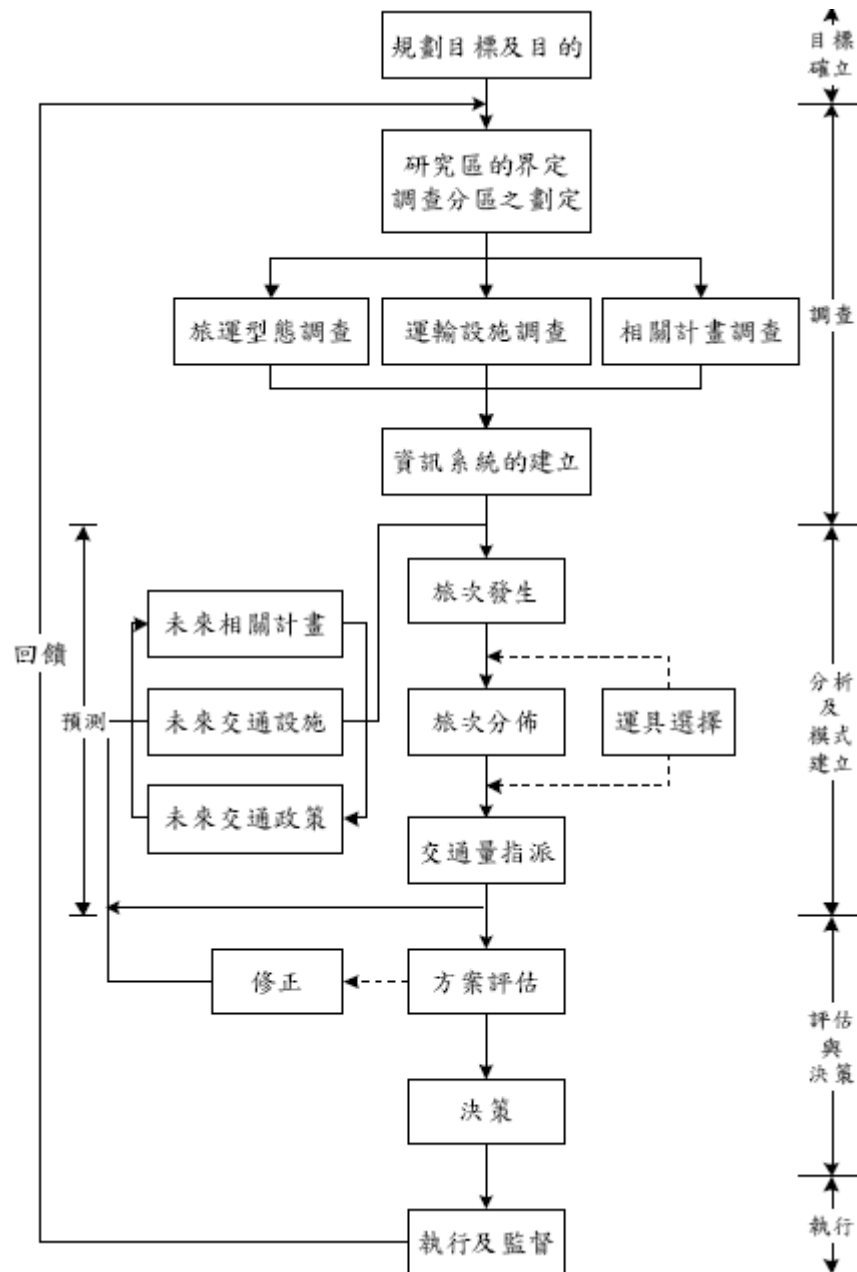 規劃目標及目的
目標
確立
研究區的界定
調查分區之劃定
旅運型態調查
運輸設施調查
相關計畫調查
調查
資訊系統的建立
旅次發生
未來相關計畫
回饋
預測
未來交通設施
旅次分佈
運具選擇
分析
及
模式
建立
未來交通政策
交通量指派
修正
方案評估
評估
與
決策
決策
執行及監督
執行